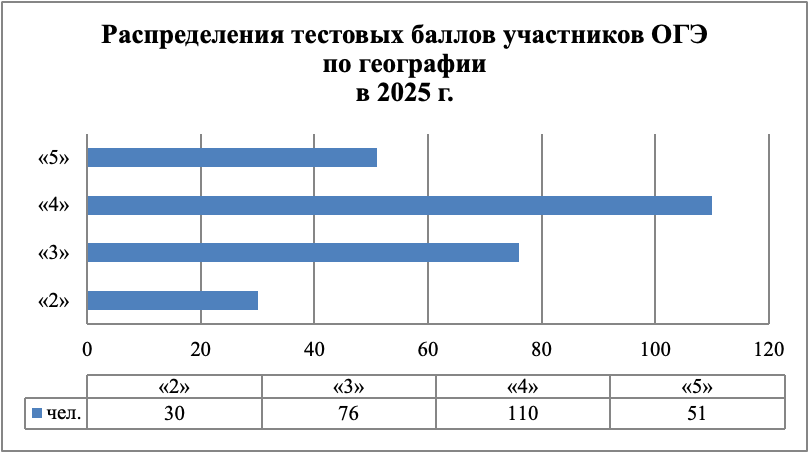 Распределения тестовых баллов участников ОГЭ
по географии
в 2025 г.
«5»
«4»
«3»
«2»
0 20 40 60 80 100 120
«2» «3» «4» «5»
чел. 30 76 110 51